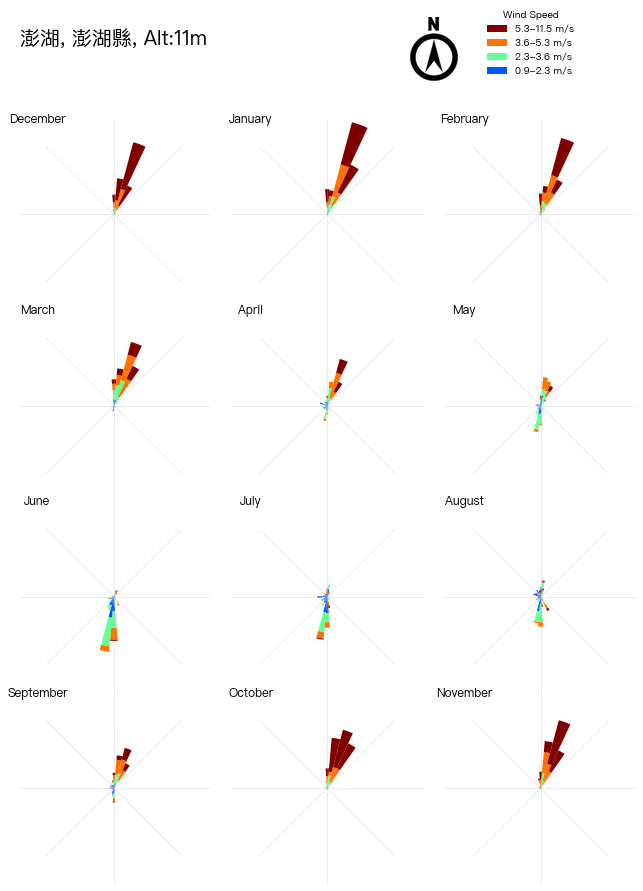 澎湖, 澎湖縣, Alt:11m
N
Wind Speed
5.3–11.5 m/s
3.6–5.3 m/s
2.3–3.6 m/s
0.9–2.3 m/s
December
January
February
March
April
May
June
July
August
September
October
November